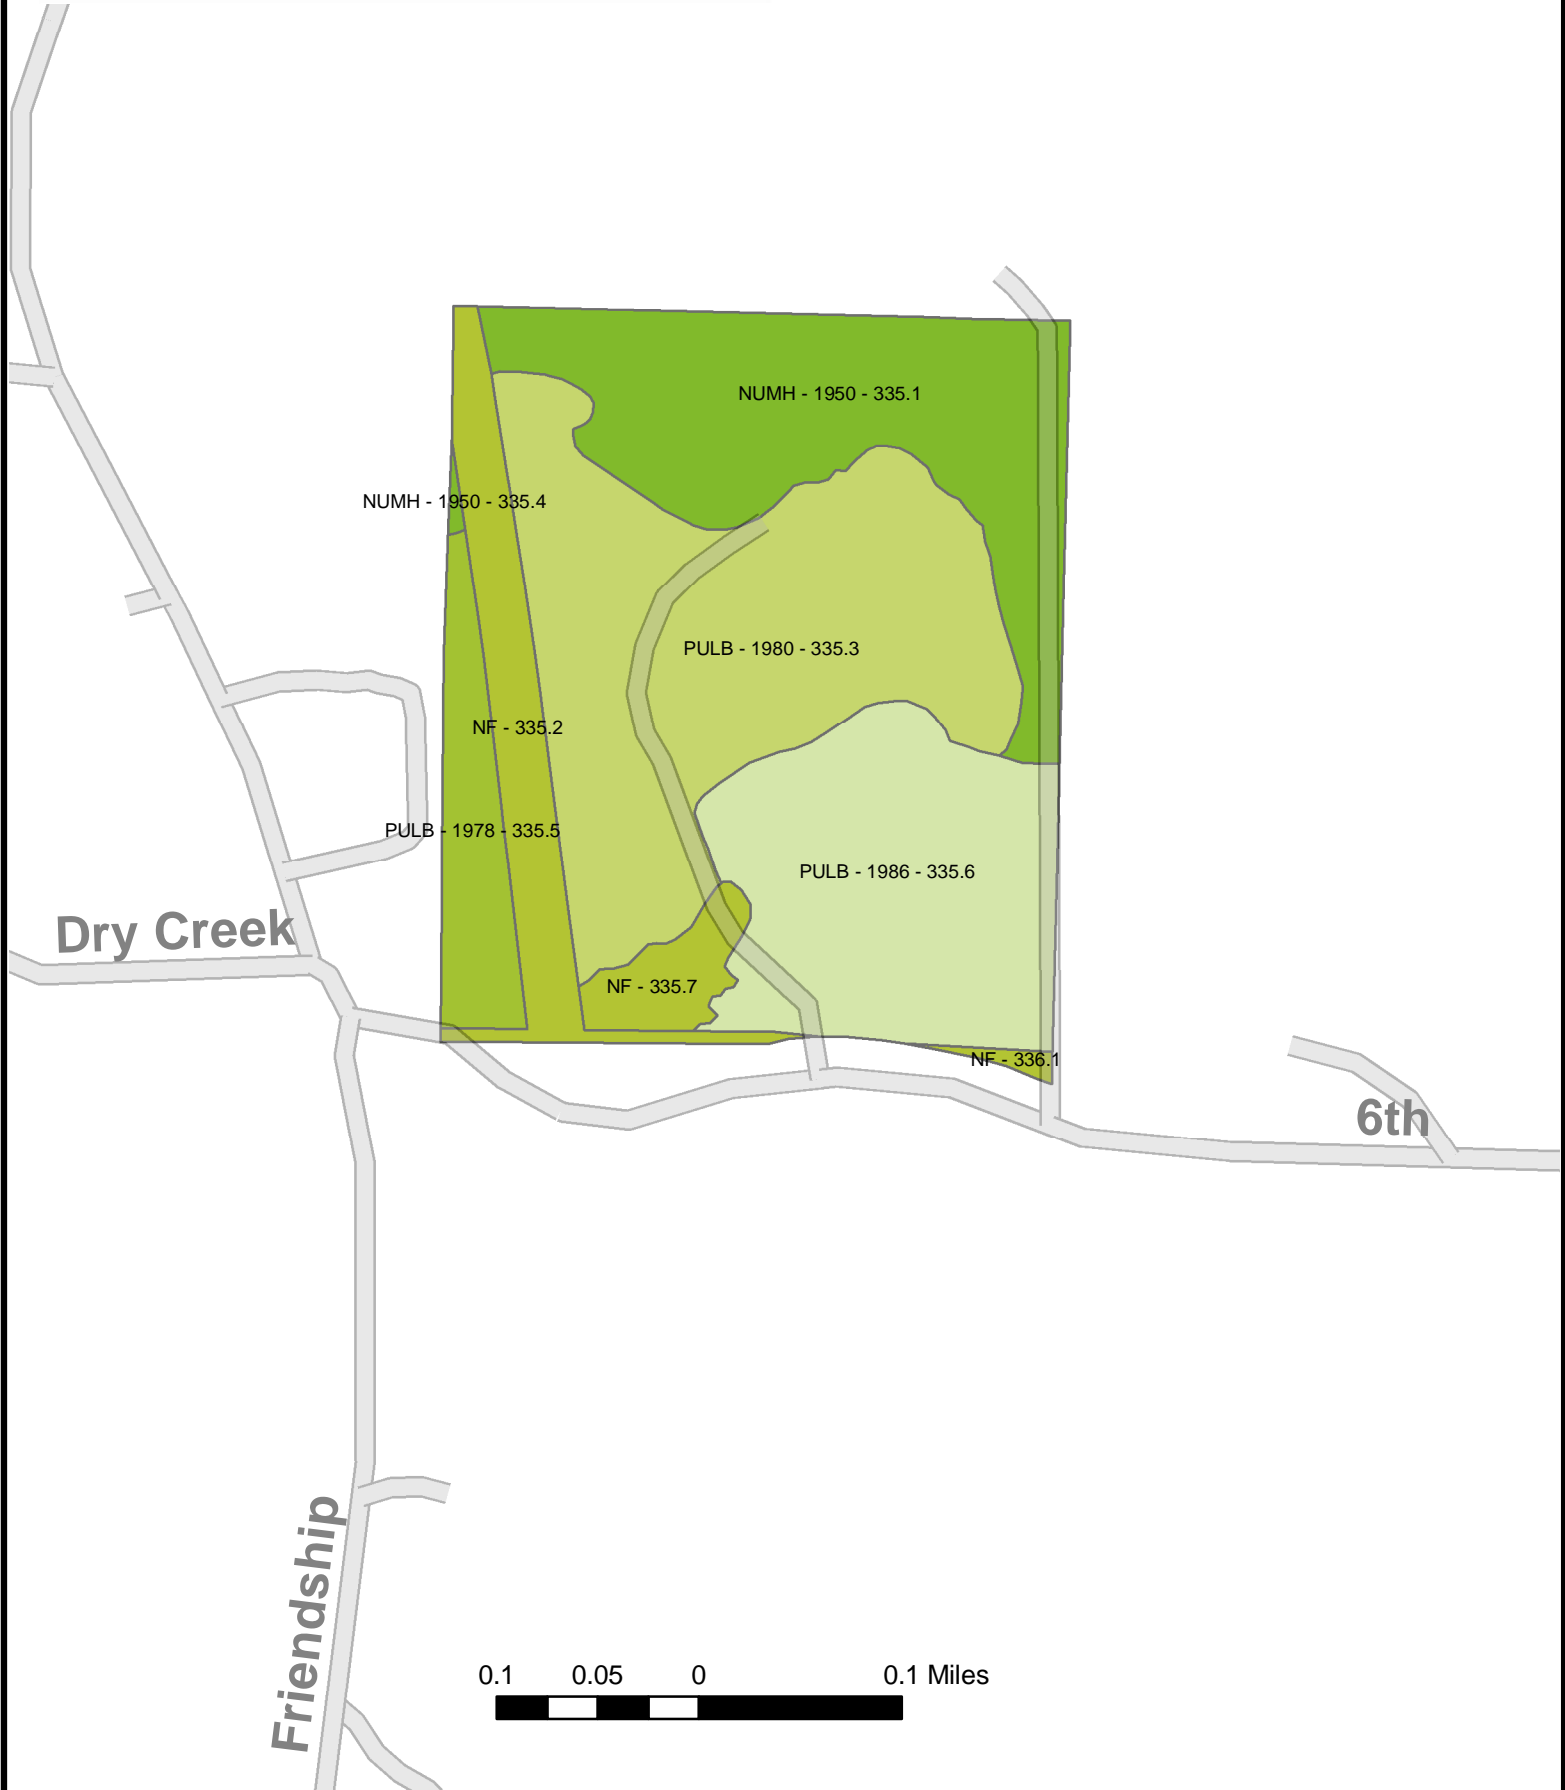 NUMH - 1950 - 335.1
NUMH - 1950 - 335.4
PULB - 1980 - 335.3
NF - 335.2
PULB - 1978 - 335.5
PULB - 1986 - 335.6
Dry Creek
NF - 335.7
NF - 336.1
6th
Friendship
0.1 0.05 0 0.1 Miles